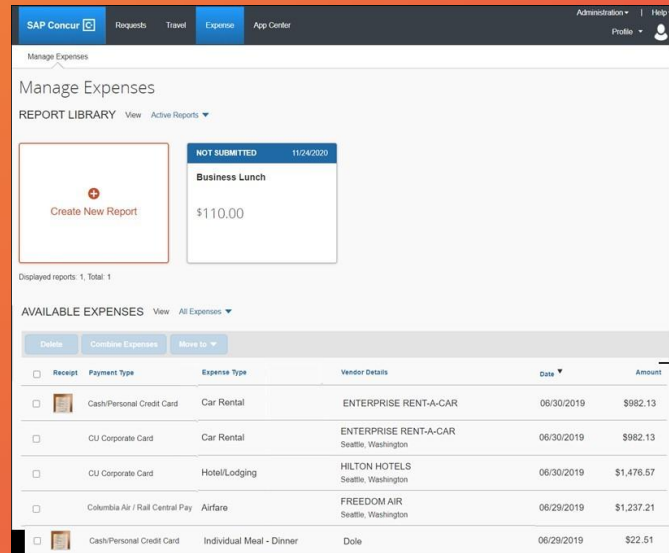 SAP Concur C Requests Travel Expense App Center Administration | Help
Profile
Manage Expenses
Manage Expenses
REPORT LIBRARY View Active Reports
NOT SUBMITTED 11/24/2020
Business Lunch
$110.00
Create New Report
Displayed reports: 1, Total: 1
AVAILABLE EXPENSES View All Expenses
Delete Combine Expenses Move to
Receipt Payment Type Expense Type Vendor Details Date Amount
Cash/Personal Credit Card Car Rental ENTERPRISE RENT-A-CAR 06/30/2019 $982.13
CU Corporate Card Car Rental ENTERPRISE RENT-A-CAR 06/30/2019 $982.13
Seattle, Washington
CU Corporate Card Hotel/Lodging HILTON HOTELS 06/30/2019 $1,476.57
Seattle, Washington
Columbia Air / Rail Central Pay Airfare FREEDOM AIR 06/29/2019 $1,237.21
Seattle, Washington
Cash/Personal Credit Card Individual Meal - Dinner Dole 06/29/2019 $22.51